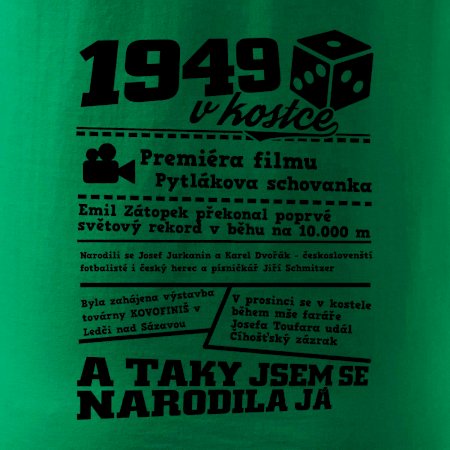 1949
v kostce
Premiéra filmu
Pytlákova schovanka
Emil Zátopek překonal poprvé
světový rekord v běhu na 10.000 m
Narodili se Josef Jurkanin a Karel Dvořák - českoslovenští
fotbalisté i český herec a písničkář Jiří Schmitzer
Byla zahájena výstavba
továrny KOVOFINIŠ v
Ledči nad Sázavou
V prosinci se v kostele
během mše faráře
Josefa Toufara udál
Číhošťský zázrak
A TAKY JSEM SE
NARODILA JÁ